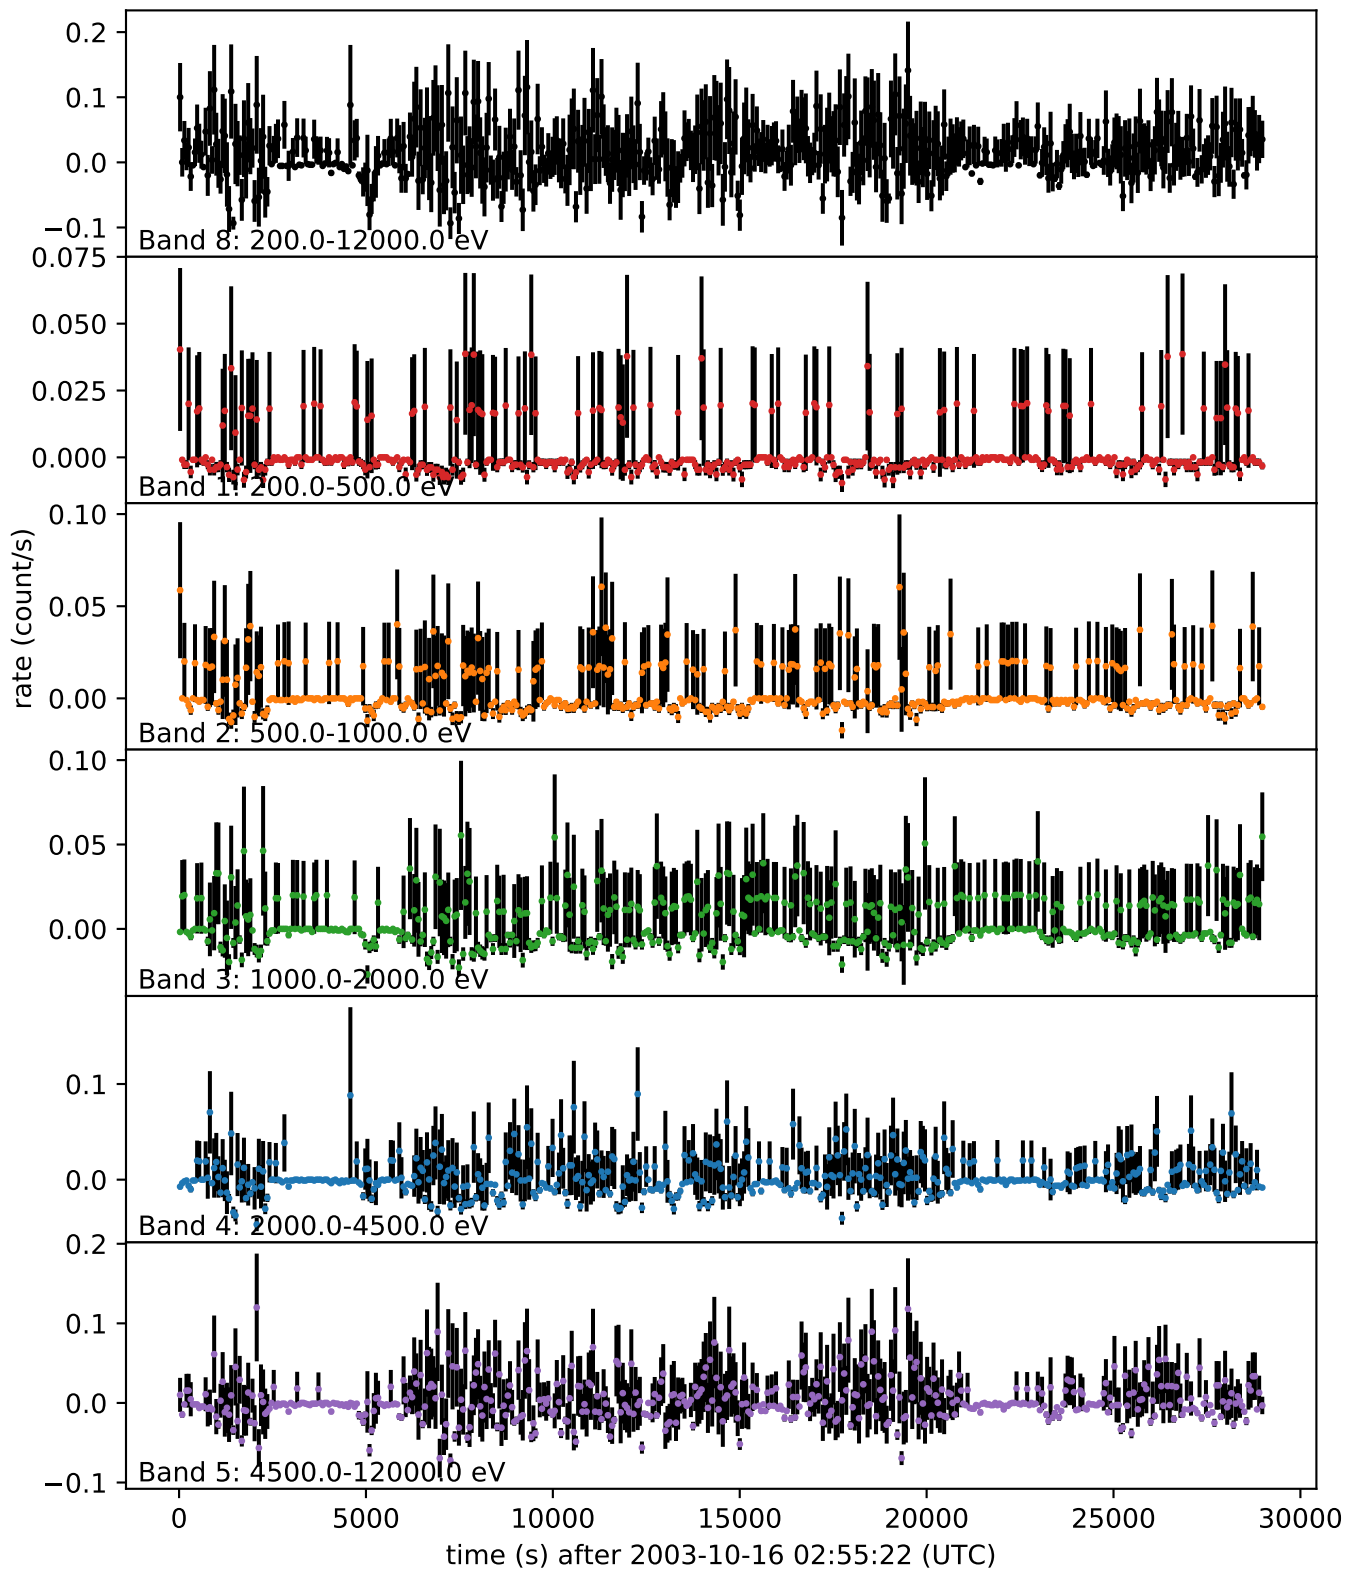 0.2
0.1
0.0
−0.1
Band 8: 200.0-12000.0 eV
0.075
0.050
0.025
0.000
Band 1: 200.0-500.0 eV
0.10
0.05
0.00
Band 2: 500.0-1000.0 eV
rate (count/s)
0.10
0.05
0.00
Band 3: 1000.0-2000.0 eV
0.1
0.0
Band 4: 2000.0-4500.0 eV
0.2
0.1
0.0
−0.1
Band 5: 4500.0-12000.0 eV
0 5000 10000 15000 20000 25000 30000
time (s) after 2003-10-16 02:55:22 (UTC)